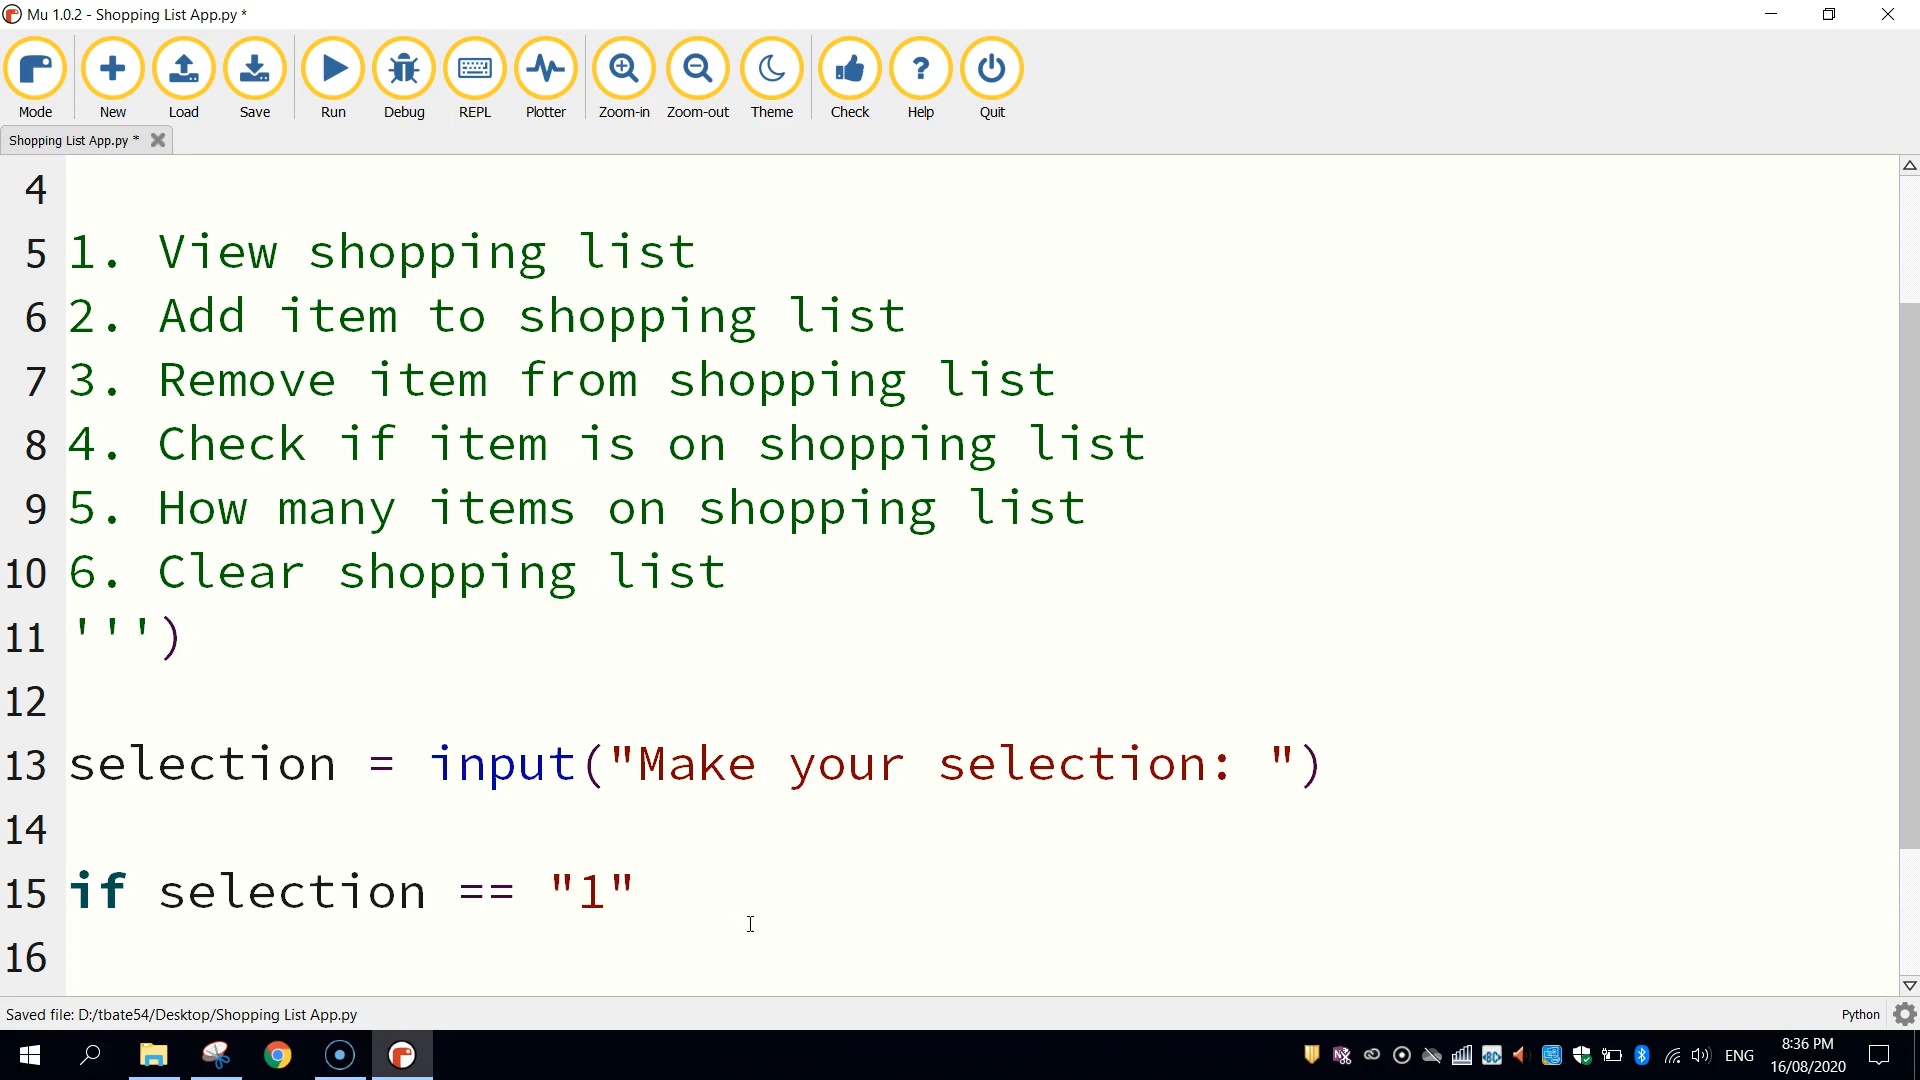 Mu 1.0.2 - Shopping List App.py *
Mode New Load Save Run Debug REPL Plotter Zoom-in Zoom-out Theme Check Help Quit
Shopping List App.py *
4
5 1. View shopping list
6 2. Add item to shopping list
7 3. Remove item from shopping list
8 4. Check if item is on shopping list
9 5. How many items on shopping list
10 6. Clear shopping list
11 ''')
12
13 selection = input("Make your selection: ")
14
15 if selection == "1"
16
Saved file: D:/tbate54/Desktop/Shopping List App.py Python
ENG 8:36 PM
16/08/2020